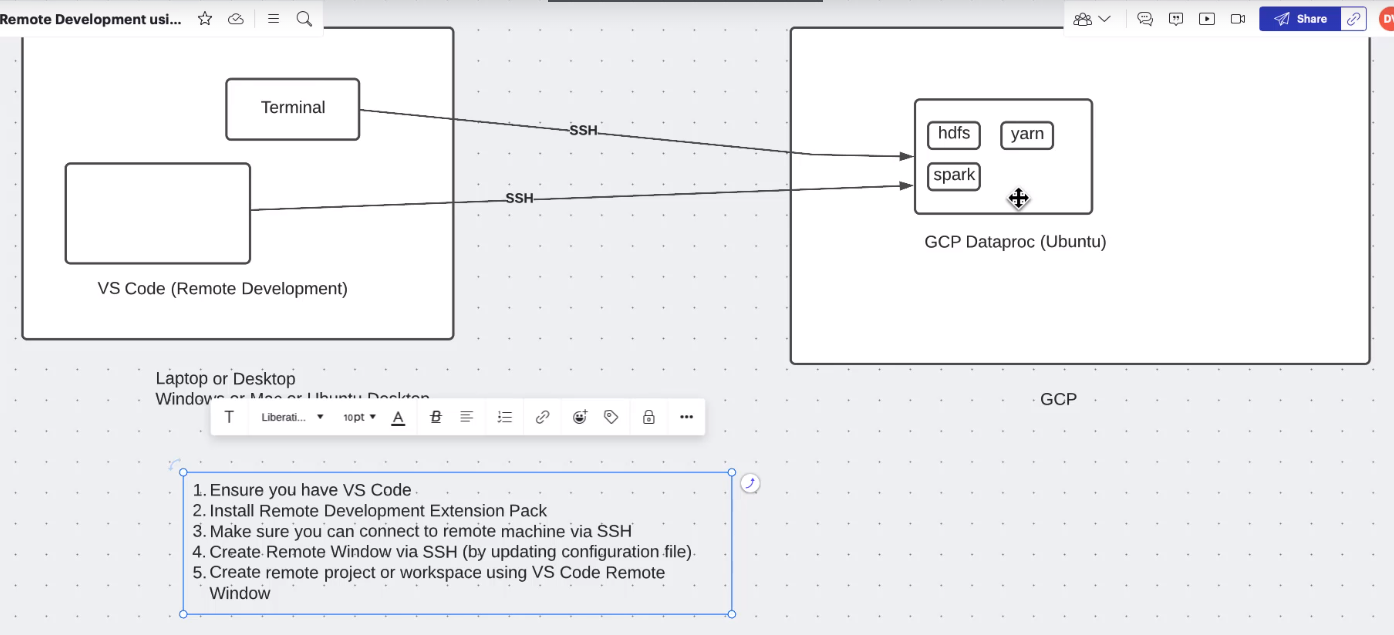 Remote Development usi...
Share
Terminal
SSH
hdfs
yarn
spark
SSH
GCP Dataproc (Ubuntu)
VS Code (Remote Development)
Laptop or Desktop
Windows or Mac or Ubuntu Desktop
GCP
T
Liberati...
10 pt
A
B
1. Ensure you have VS Code
2. Install Remote Development Extension Pack
3. Make sure you can connect to remote machine via SSH
4. Create Remote Window via SSH (by updating configuration file)
5. Create remote project or workspace using VS Code Remote
Window